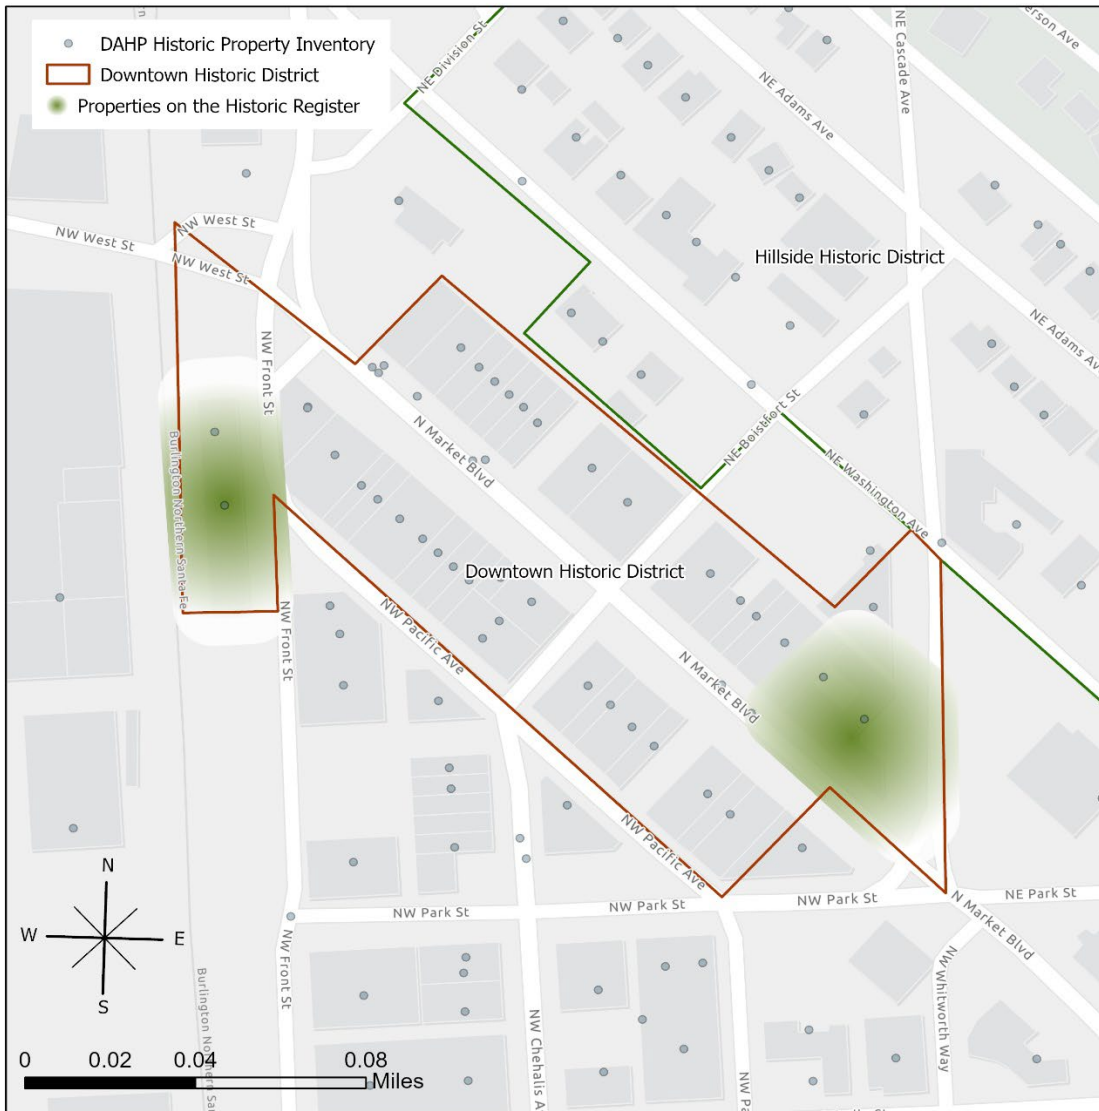 DAHP Historic Property Inventory
Downtown Historic District
Properties on the Historic Register
NE Division St
NE Cascade Ave
erson Ave
NE Adams Ave
NW West St
NW West St
NW West St
Hillside Historic District
NE Adams Ave
NW Front St
N Market Blvd
NE Boistfort St
NE Washington Ave
Burlington Northern Santa Fe
Downtown Historic District
NW Front St
NW Pacific Ave
N Market Blvd
NW Pacific Ave
N
W
E
S
NW Park St
NW Park St
NW Park St
NE Park St
N Market Blvd
NW Front St
NW Whitworth Way
Burlington Northern San
NW Chehalis A
NW Pa
0
0.02
0.04
0.08
Miles